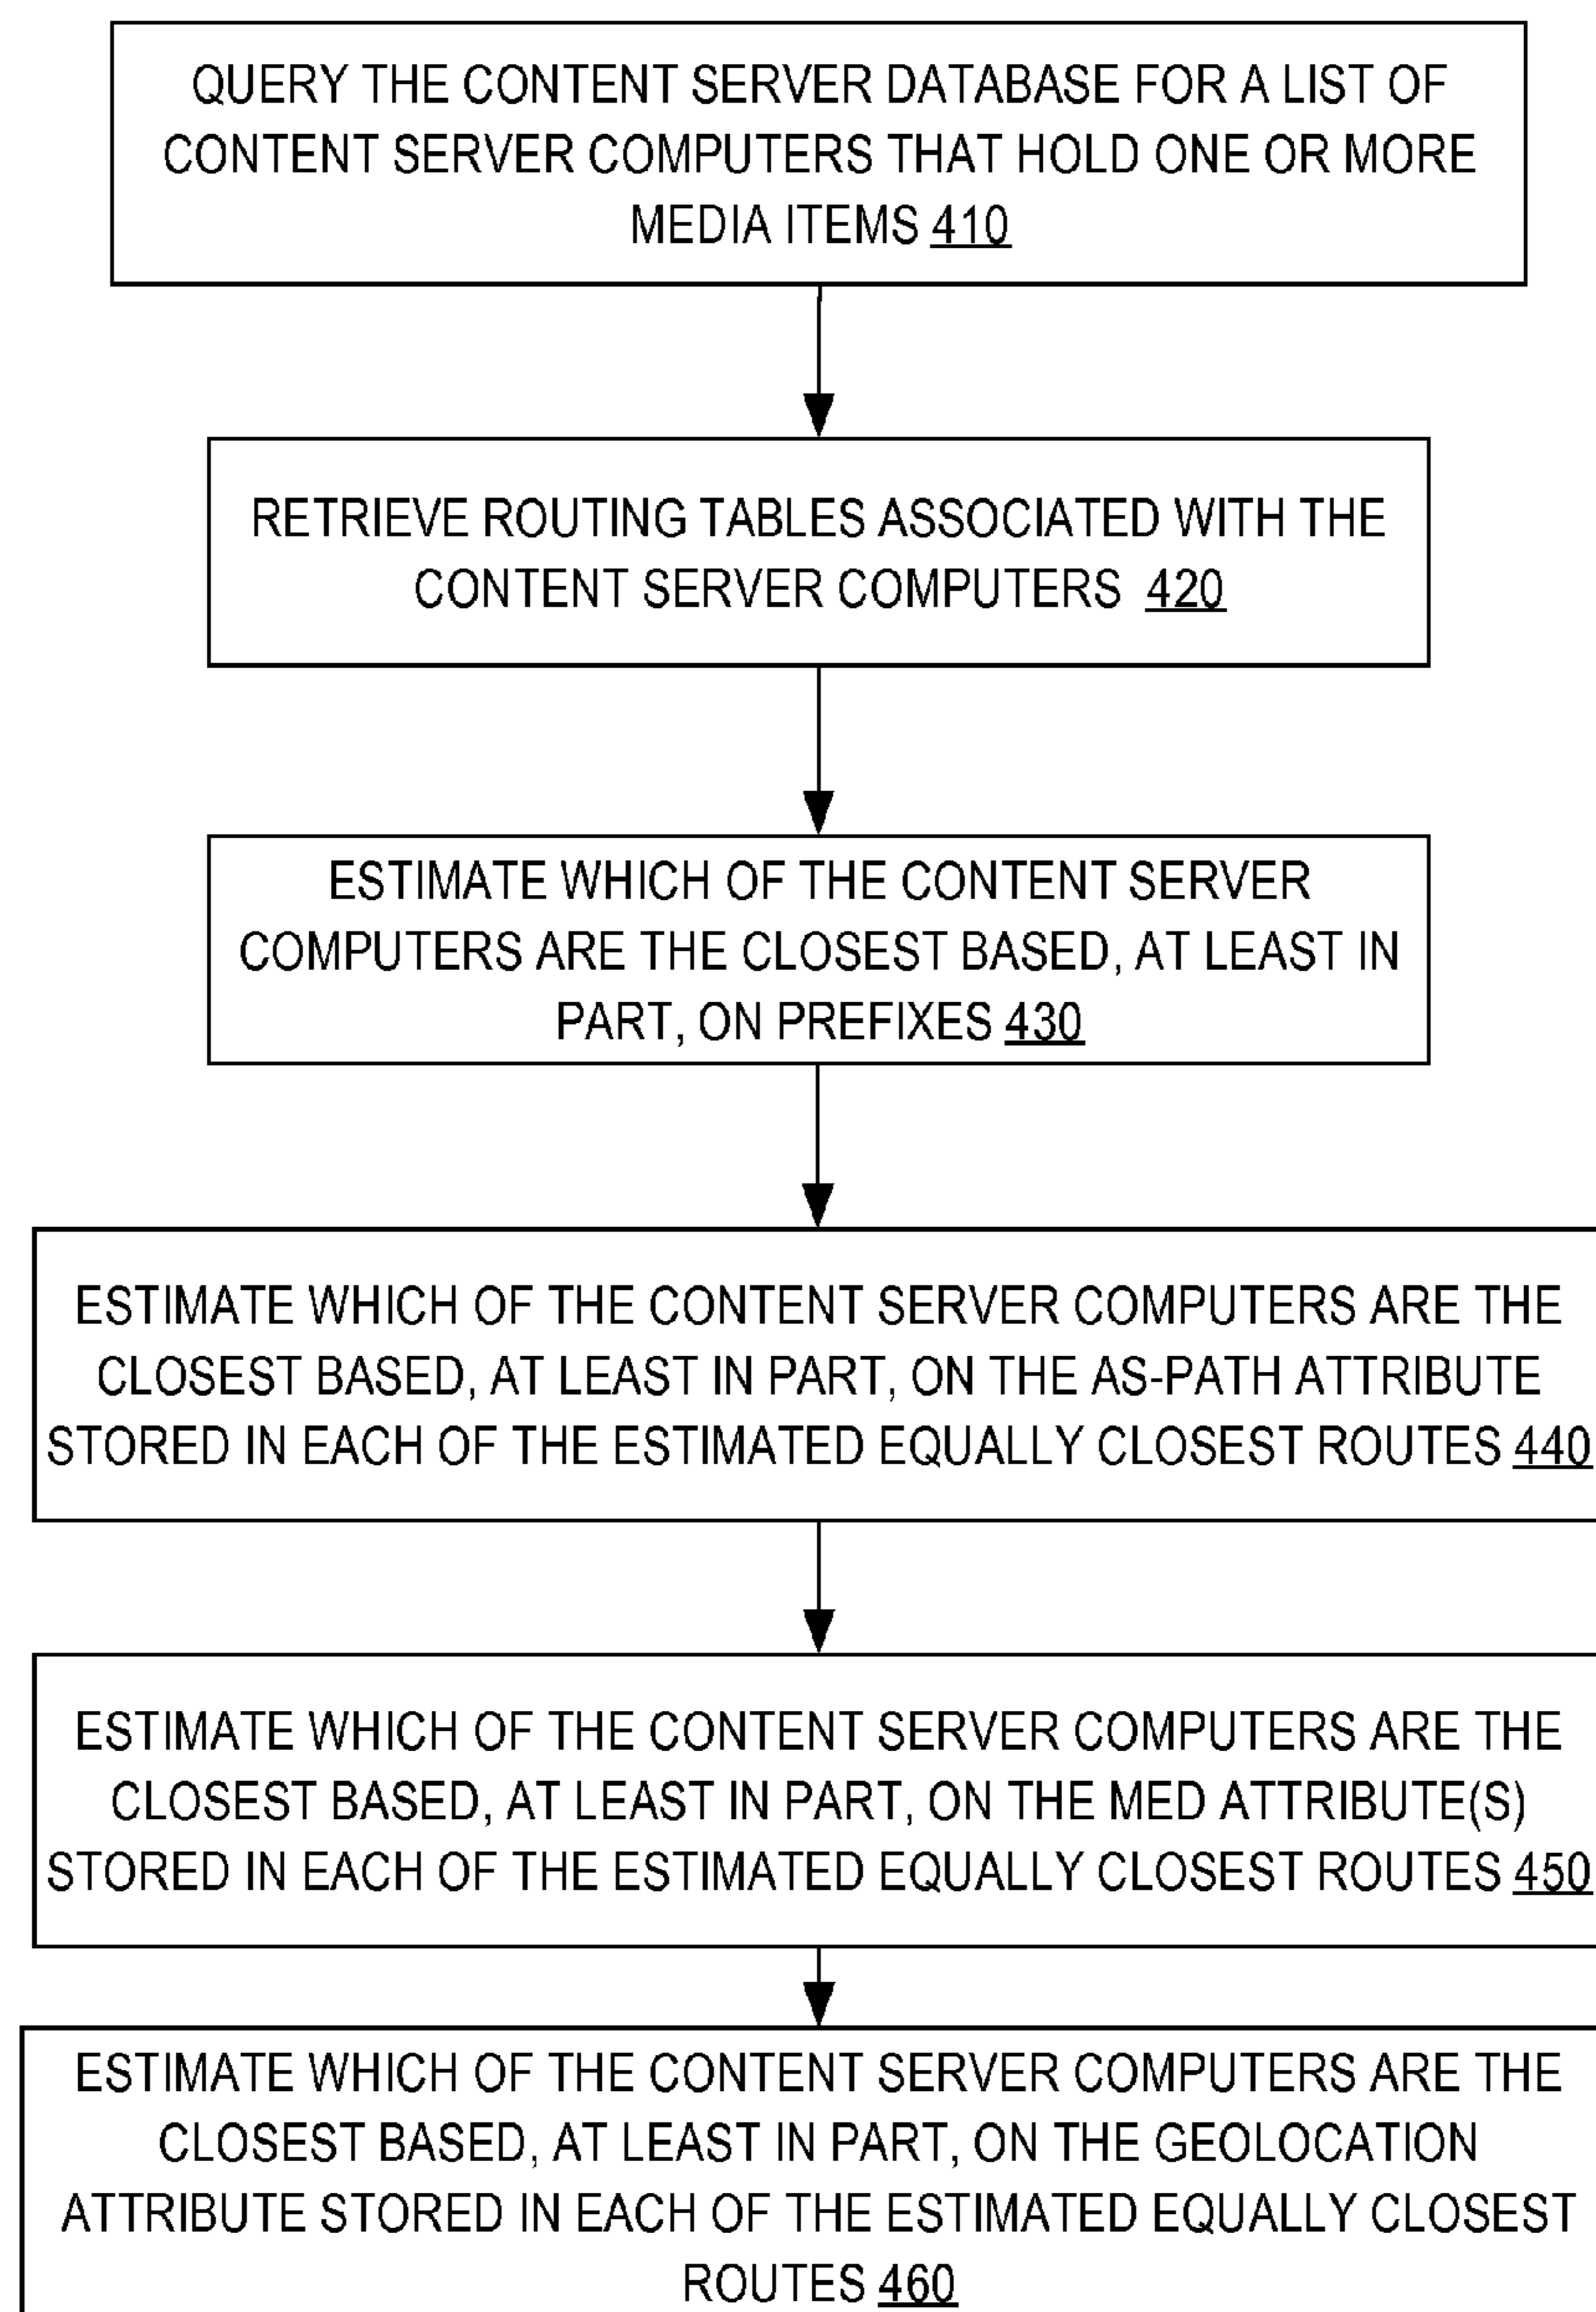 QUERY THE CONTENT SERVER DATABASE FOR A LIST OF
CONTENT SERVER COMPUTERS THAT HOLD ONE OR MORE
MEDIA ITEMS 410
RETRIEVE ROUTING TABLES ASSOCIATED WITH THE
CONTENT SERVER COMPUTERS 420
ESTIMATE WHICH OF THE CONTENT SERVER
COMPUTERS ARE THE CLOSEST BASED, AT LEAST IN
PART, ON PREFIXES 430
ESTIMATE WHICH OF THE CONTENT SERVER COMPUTERS ARE THE
CLOSEST BASED, AT LEAST IN PART, ON THE AS-PATH ATTRIBUTE
STORED IN EACH OF THE ESTIMATED EQUALLY CLOSEST ROUTES 440
ESTIMATE WHICH OF THE CONTENT SERVER COMPUTERS ARE THE
CLOSEST BASED, AT LEAST IN PART, ON THE MED ATTRIBUTE(S)
STORED IN EACH OF THE ESTIMATED EQUALLY CLOSEST ROUTES 450
ESTIMATE WHICH OF THE CONTENT SERVER COMPUTERS ARE THE
CLOSEST BASED, AT LEAST IN PART, ON THE GEOLOCATION
ATTRIBUTE STORED IN EACH OF THE ESTIMATED EQUALLY CLOSEST
ROUTES 460